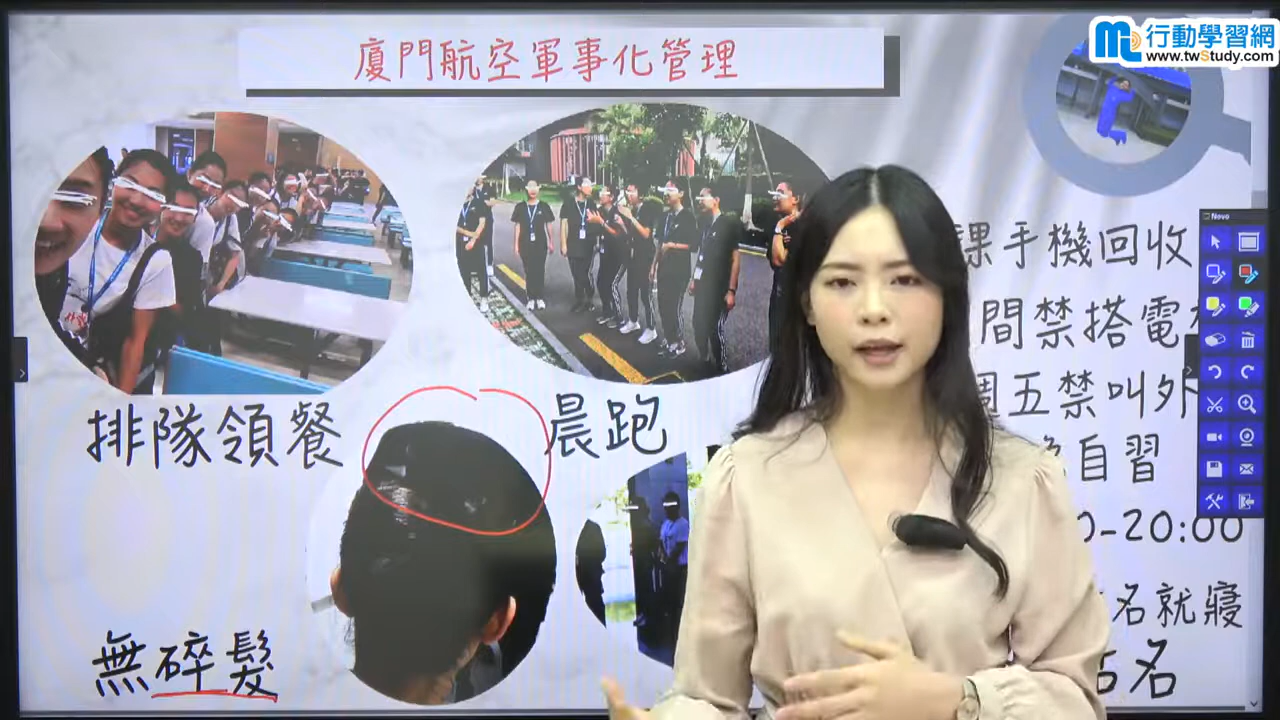 行動學習網
www.twStudy.com
廈門航空軍事化管理
Novo
課手機回收
間禁搭電
週五禁叫外
排隊領餐
晨跑
自習
0-20:00
名就寢
無碎髮
點名